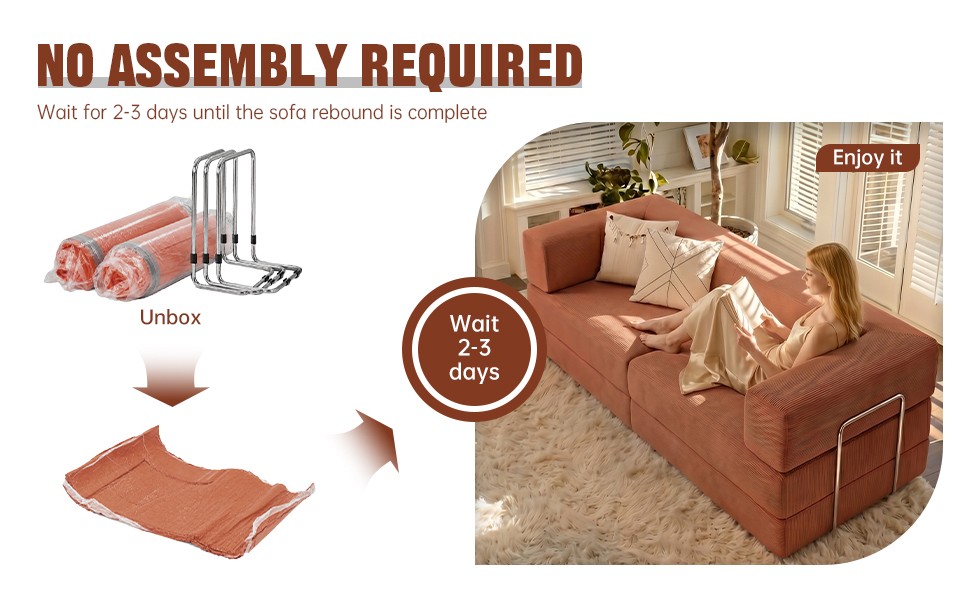 NO ASSEMBLY REQUIRED
Wait for 2-3 days until the sofa rebound is complete
Enjoy it
Unbox
Wait
2-3
days